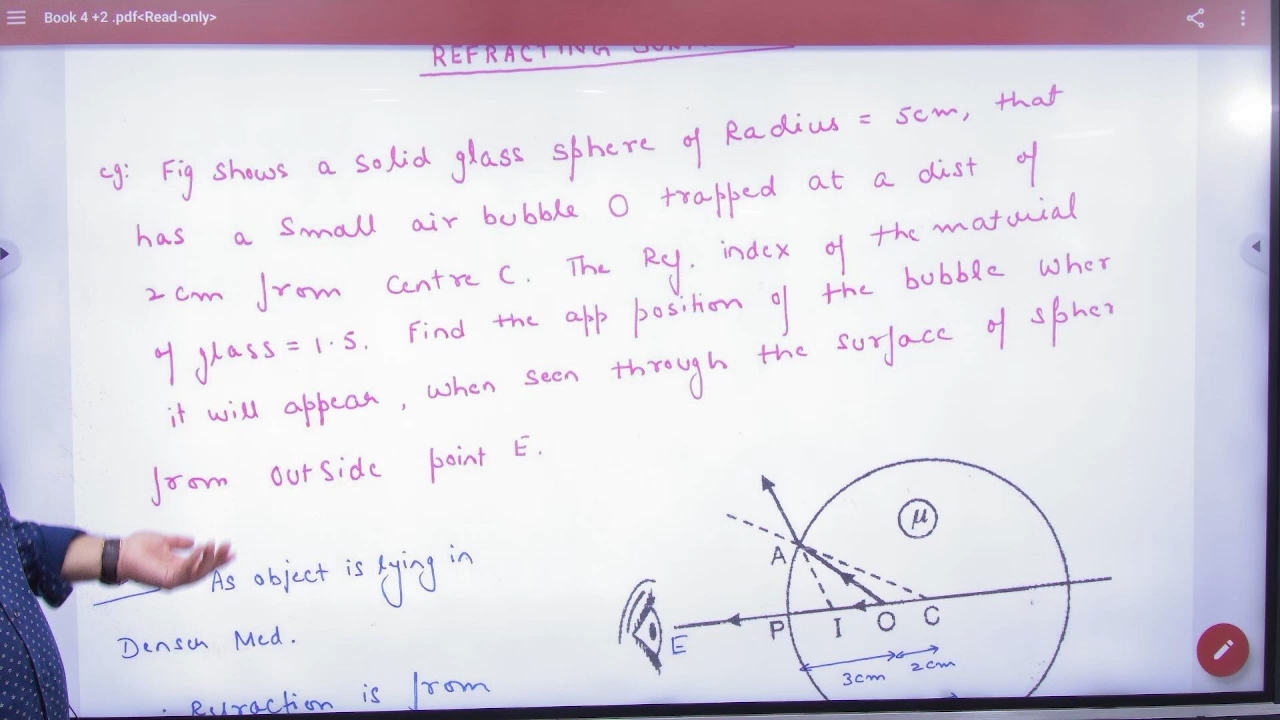 Book 4 +2 .pdf<Read-only>
REFRACTING
eg: Fig shows a solid glass sphere of Radius = 5cm, that
has a small air bubble O trapped at a dist of
2 cm from Centre C. The Ref. index of the material
of glass = 1.5. Find the app position of the bubble wher
it will appear, when seen through the surface of spher
from outside point E.
As object is lying in
Denser Med.
Refraction is from
μ
A
E
P
I
O
C
3cm
2cm